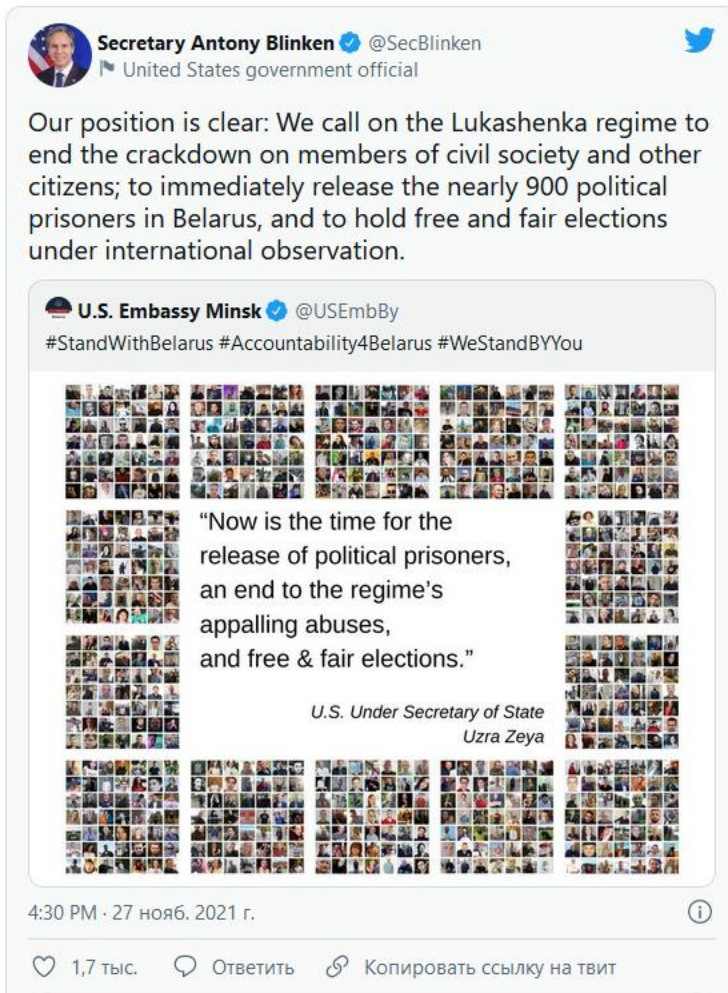 Secretary Antony Blinken @SecBlinken
United States government official
Our position is clear: We call on the Lukashenka regime to
end the crackdown on members of civil society and other
citizens; to immediately release the nearly 900 political
prisoners in Belarus, and to hold free and fair elections
under international observation.
U.S. Embassy Minsk @USEmbBy
#StandWithBelarus #Accountability4Belarus #WeStandBYYou
“Now is the time for the
release of political prisoners,
an end to the regime’s
appalling abuses,
and free & fair elections.”
U.S. Under Secretary of State
Uzra Zeya
4:30 PM · 27 нояб. 2021 г.
1,7 тыс. Ответить Копировать ссылку на твит